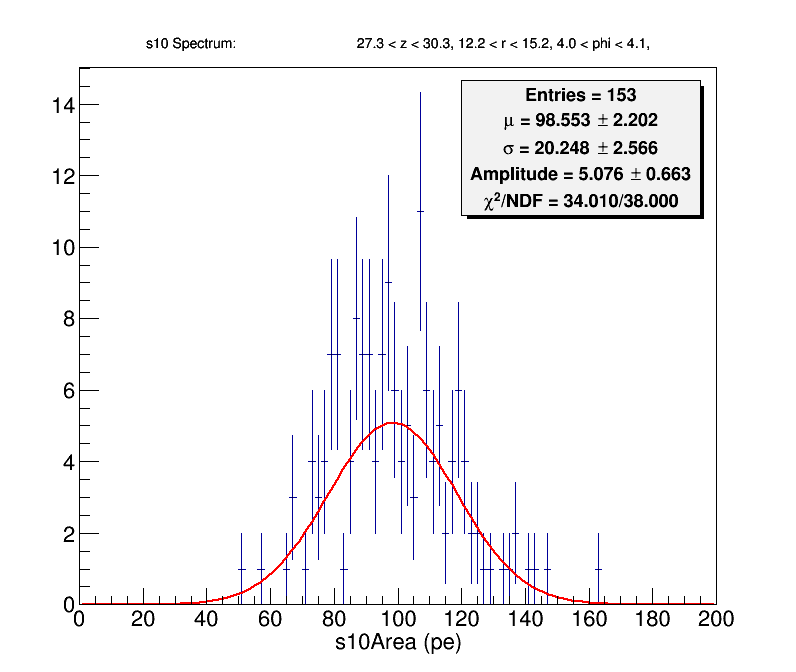 s10 Spectrum: 27.3 < z < 30.3, 12.2 < r < 15.2, 4.0 < phi < 4.1,
Entries = 153
μ = 98.553 ± 2.202
σ = 20.248 ± 2.566
Amplitude = 5.076 ± 0.663
χ²/NDF = 34.010/38.000
14
12
10
8
6
4
2
0
0 20 40 60 80 100 120 140 160 180 200
s10Area (pe)